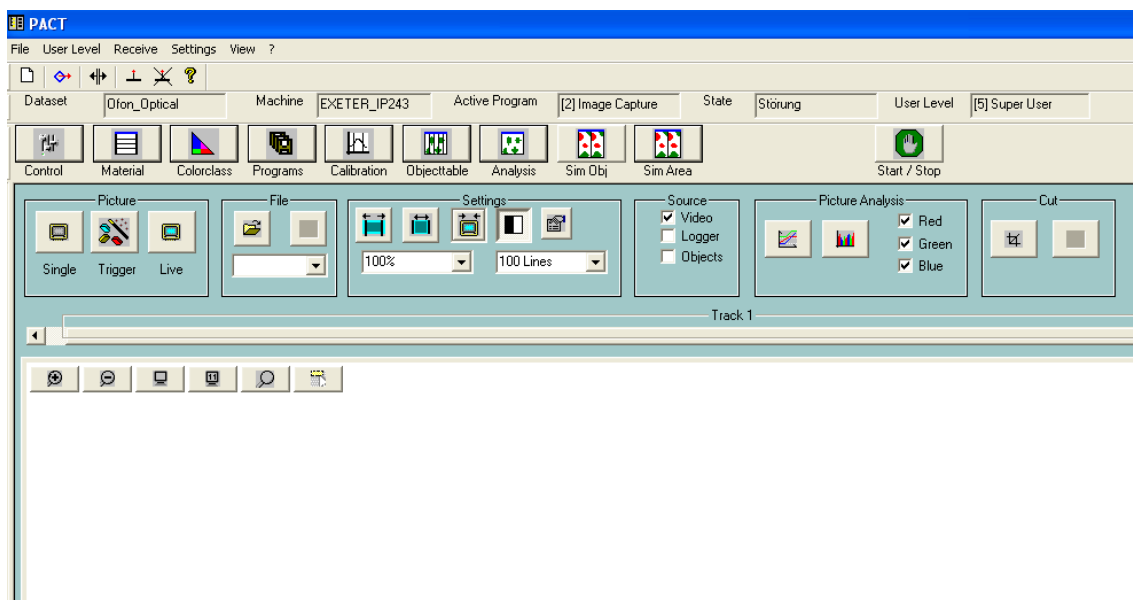 PACT
File User Level Receive Settings View ?
Dataset Ofon_Optical Machine EXETER_IP243 Active Program [2] Image Capture State Störung User Level [5] Super User
Control Material Colorclass Programs Calibration Objecttable Analysis Sim Obj Sim Area Start / Stop
Picture File Settings Source Picture Analysis Cut
Video Red
Logger Green
Objects Blue
Single Trigger Live 100% 100 Lines
Track 1